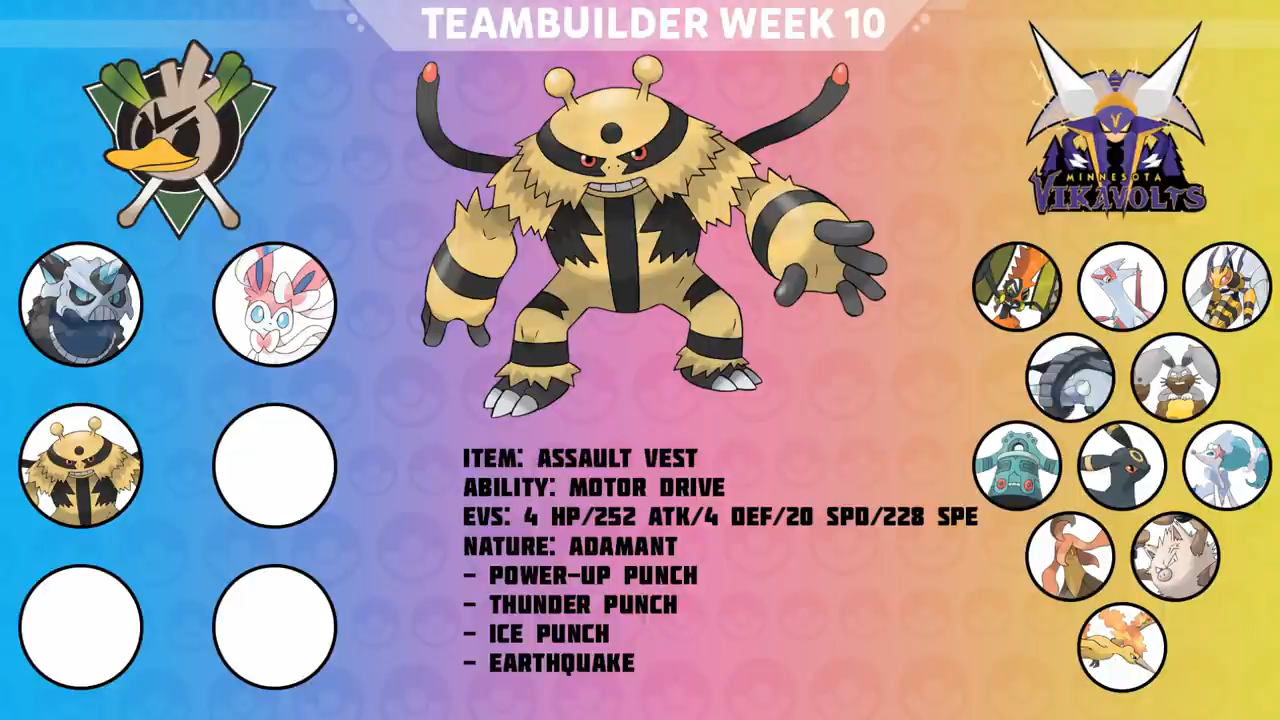 TEAMBUILDER WEEK 10
V
MINNESOTA
VIKAVOLTS
ITEM: ASSAULT VEST
ABILITY: MOTOR DRIVE
EVS: 4 HP/252 ATK/4 DEF/20 SPD/228 SPE
NATURE: ADAMANT
- POWER-UP PUNCH
- THUNDER PUNCH
- ICE PUNCH
- EARTHQUAKE